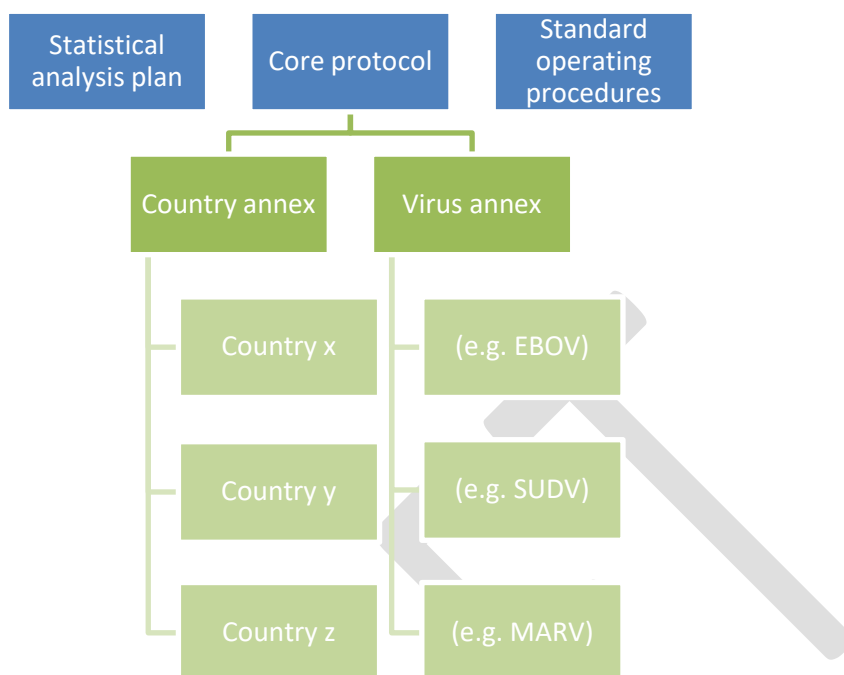 Statistical
analysis plan
Core protocol
Standard
operating
procedures
Country annex
Virus annex
Country x
(e.g. EBOV)
Country y
(e.g. SUDV)
Country z
(e.g. MARV)